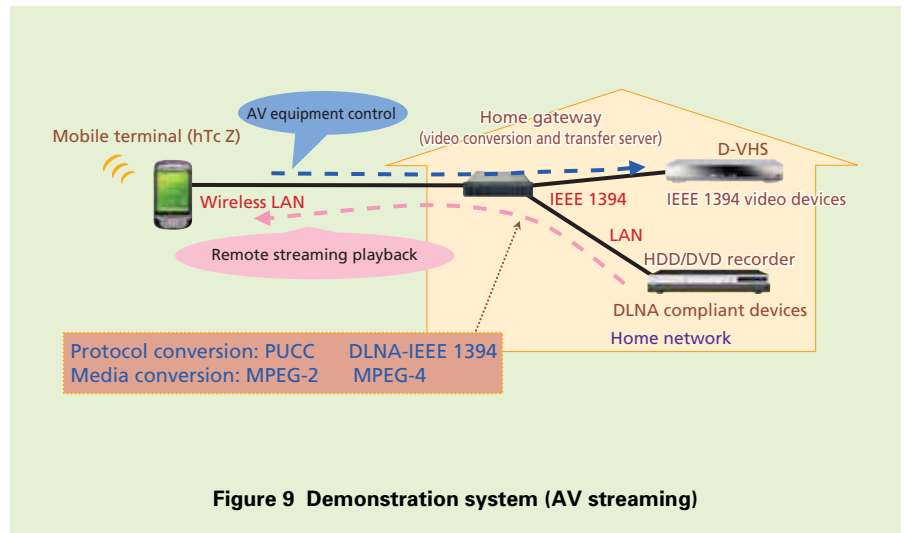 AV equipment control
Mobile terminal (hTc Z)
Home gateway
(video conversion and transfer server)
D-VHS
Wireless LAN
IEEE 1394
IEEE 1394 video devices
Remote streaming playback
LAN
HDD/DVD recorder
DLNA compliant devices
Home network
Protocol conversion: PUCC DLNA-IEEE 1394
Media conversion: MPEG-2 MPEG-4
Figure 9 Demonstration system (AV streaming)